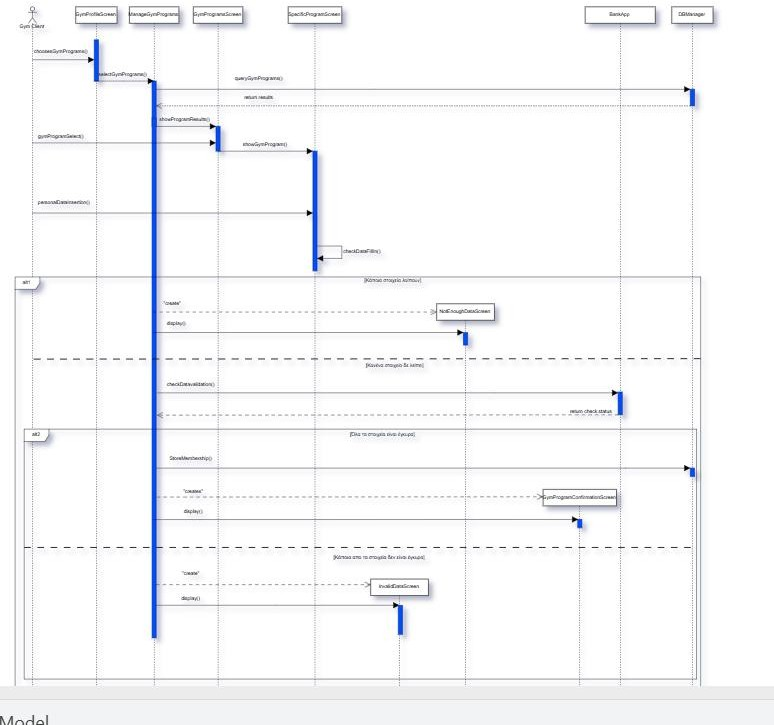 Gym Client
GymProfileScreen
ManageGymPrograms
GymProgramsScreen
SpecificProgramScreen
BankApp
DBManager
choosesGymPrograms()
selectGymPrograms()
queryGymPrograms()
return results
showProgramResults()
gymProgramSelect()
showGymProgram()
personalDataInsertion()
checkDataFillIn()
alt1
[Κάποια στοιχεία λείπουν]
"create"
NotEnoughDataScreen
display()
[Κανένα στοιχείο δε λείπει]
checkDatavalidation()
return check status
alt2
[Όλα τα στοιχεία είναι έγκυρα]
StoreMembership()
"creates"
GymProgramConfirmationScreen
display()
[Κάποια απο τα στοιχεία δεν είναι έγκυρα]
"create"
InvalidDataScreen
display()
Model